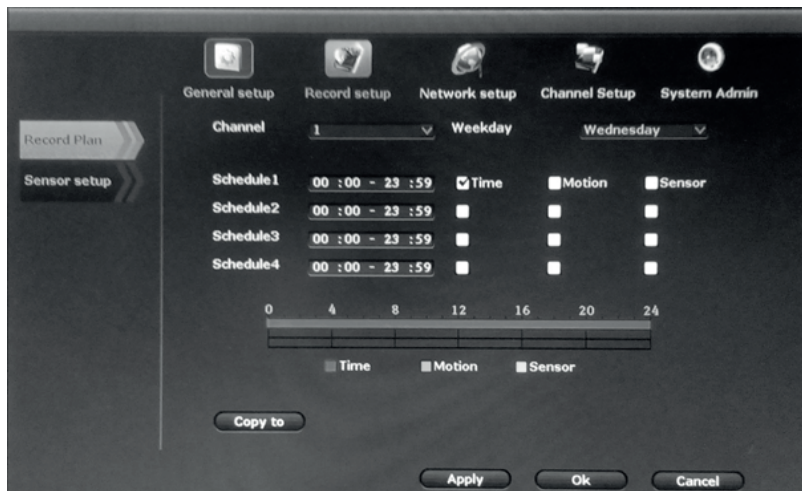 General setup Record setup Network setup Channel Setup System Admin
Record Plan
Sensor setup
Channel 1 Weekday Wednesday
Schedule1 00 :00 - 23 :59 Time Motion Sensor
Schedule2 00 :00 - 23 :59
Schedule3 00 :00 - 23 :59
Schedule4 00 :00 - 23 :59
0 4 8 12 16 20 24
Time Motion Sensor
Copy to
Apply Ok Cancel